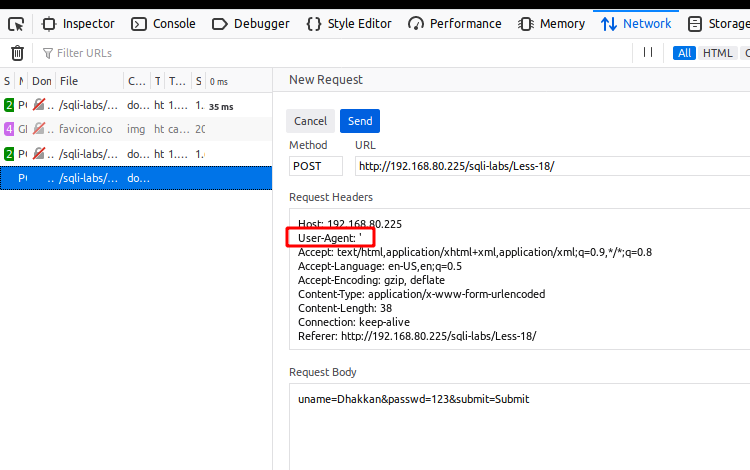 Inspector Console Debugger Style Editor Performance Memory Network Storage
Filter URLs All HTML
S Dom File C... T T... S 0 ms
2 ... /sqli-labs/... do... ht 1.... 1. 35 ms
4 ... favicon.ico img ht ca... 20
2 ... /sqli-labs/... do... ht 1....
/sqli-labs/... do...
New Request
Cancel Send
Method URL
POST http://192.168.80.225/sqli-labs/Less-18/
Request Headers
Host: 192.168.80.225
User-Agent: '
Accept: text/html,application/xhtml+xml,application/xml;q=0.9,*/*;q=0.8
Accept-Language: en-US,en;q=0.5
Accept-Encoding: gzip, deflate
Content-Type: application/x-www-form-urlencoded
Content-Length: 38
Connection: keep-alive
Referer: http://192.168.80.225/sqli-labs/Less-18/
Request Body
uname=Dhakkan&passwd=123&submit=Submit